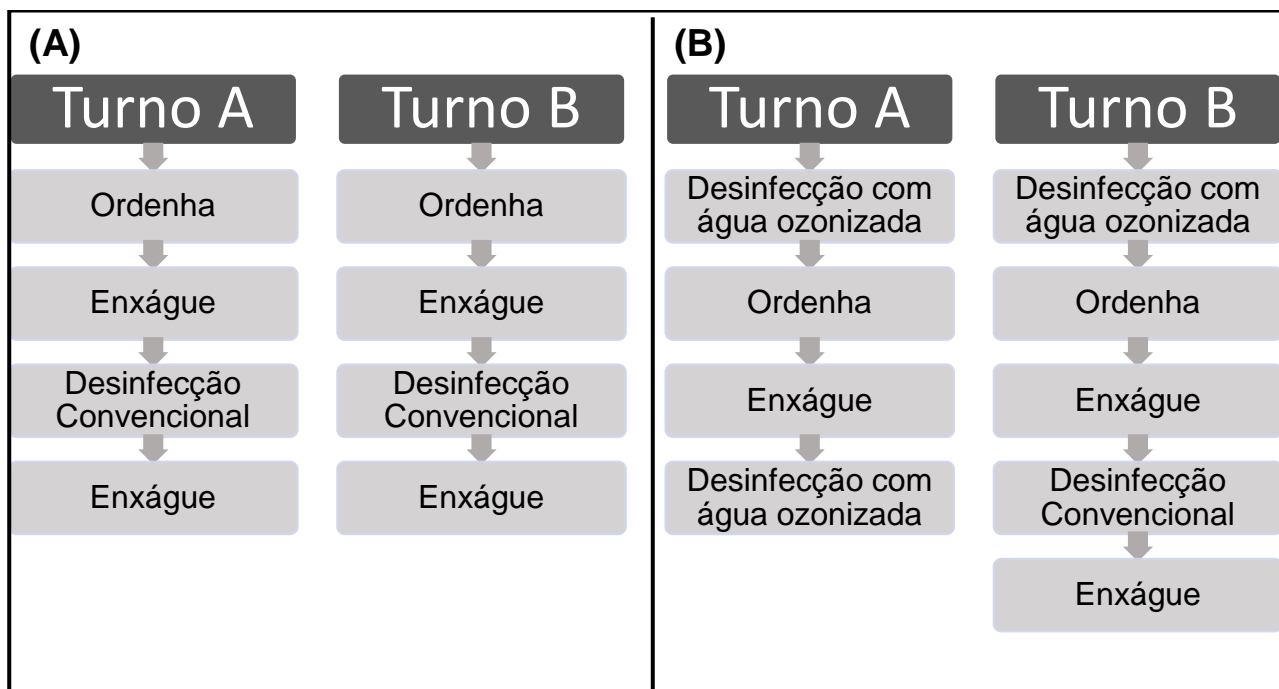 (A)
Turno A
Ordenha
Enxágue
Desinfecção
Convencional
Enxágue
Turno B
Ordenha
Enxágue
Desinfecção
Convencional
Enxágue
(B)
Turno A
Desinfecção com
água ozonizada
Ordenha
Enxágue
Desinfecção com
água ozonizada
Turno B
Desinfecção com
água ozonizada
Ordenha
Enxágue
Desinfecção
Convencional
Enxágue